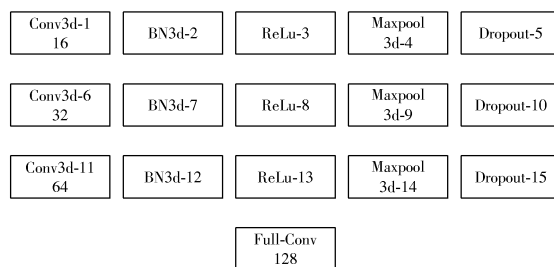 Conv3d-1
16
BN3d-2
ReLu-3
Maxpool
3d-4
Dropout-5
Conv3d-6
32
BN3d-7
ReLu-8
Maxpool
3d-9
Dropout-10
Conv3d-11
64
BN3d-12
ReLu-13
Maxpool
3d-14
Dropout-15
Full-Conv
128